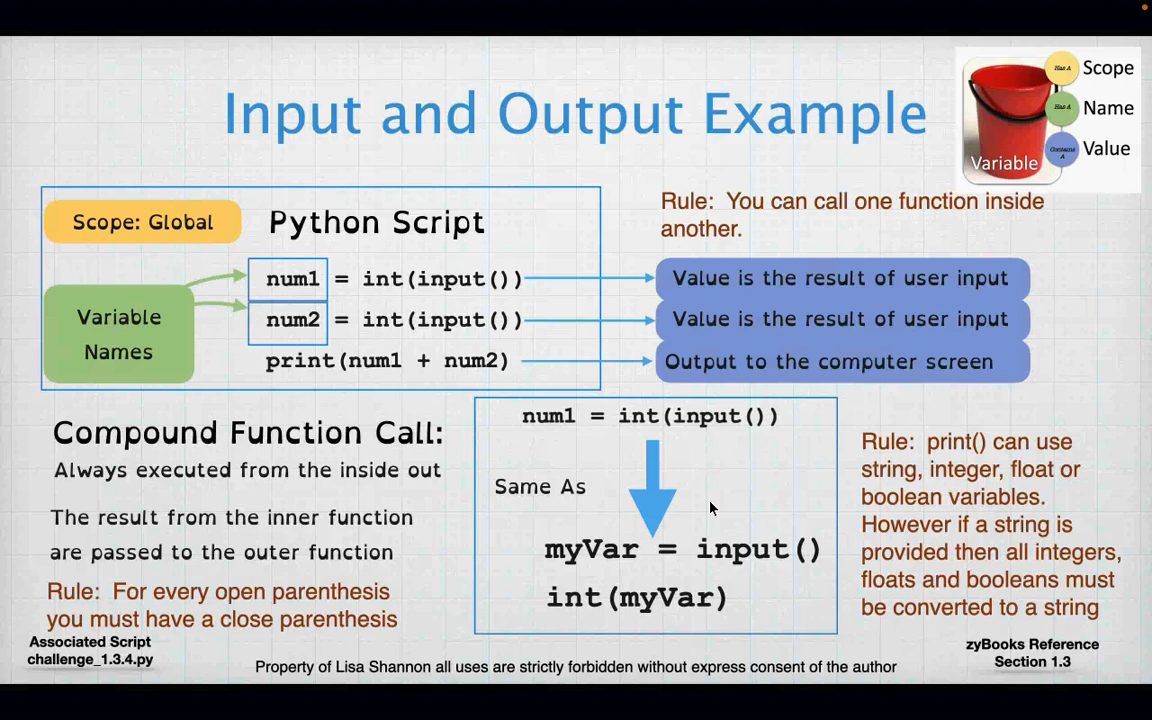 Input and Output Example
Has A
Scope
Has A
Name
Contains A
Value
Variable
Scope: Global
Python Script
Variable
Names
num1 = int(input())
num2 = int(input())
print(num1 + num2)
Rule: You can call one function inside
another.
Value is the result of user input
Value is the result of user input
Output to the computer screen
Compound Function Call:
Always executed from the inside out
The result from the inner function
are passed to the outer function
Rule: For every open parenthesis
you must have a close parenthesis
num1 = int(input())
Same As
myVar = input()
int(myVar)
Rule: print() can use
string, integer, float or
boolean variables.
However if a string is
provided then all integers,
floats and booleans must
be converted to a string
Associated Script
challenge_1.3.4.py
Property of Lisa Shannon all uses are strictly forbidden without express consent of the author
zyBooks Reference
Section 1.3